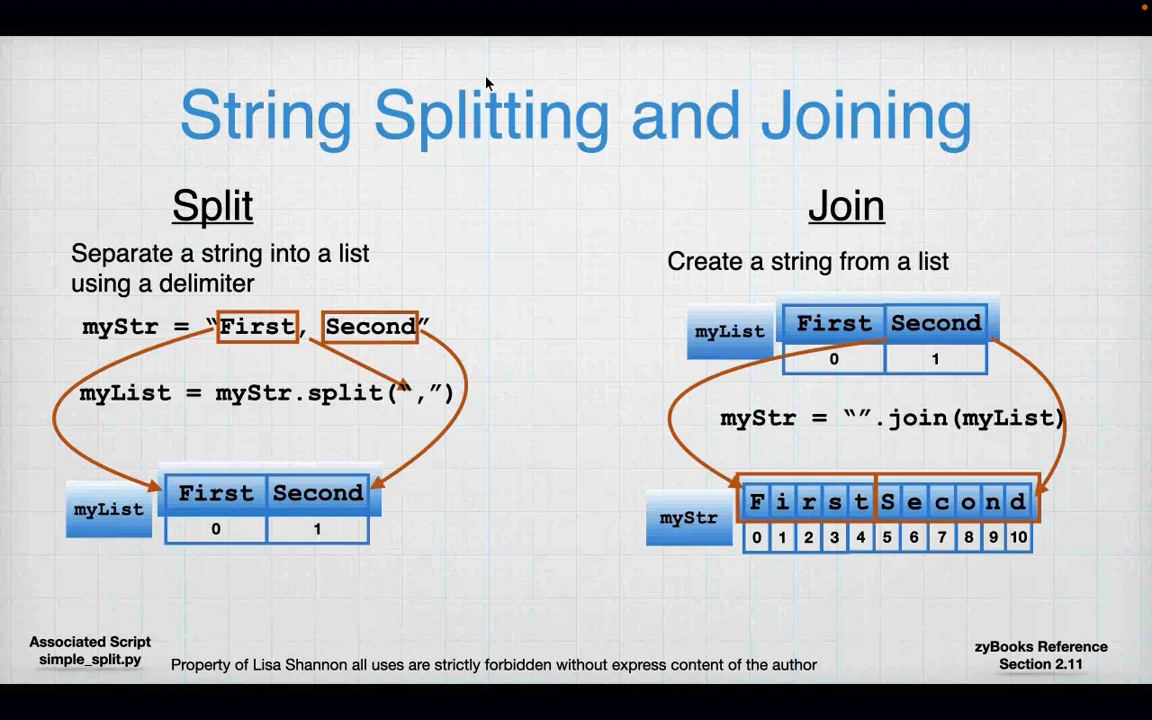 String Splitting and Joining
Split
Separate a string into a list
using a delimiter
myStr = “First, Second”
myList = myStr.split(“,”)
myList
First Second
0 1
Join
Create a string from a list
myList
First Second
0 1
myStr = “”.join(myList)
myStr
F i r s t S e c o n d
0 1 2 3 4 5 6 7 8 9 10
Associated Script
simple_split.py
Property of Lisa Shannon all uses are strictly forbidden without express content of the author
zyBooks Reference
Section 2.11